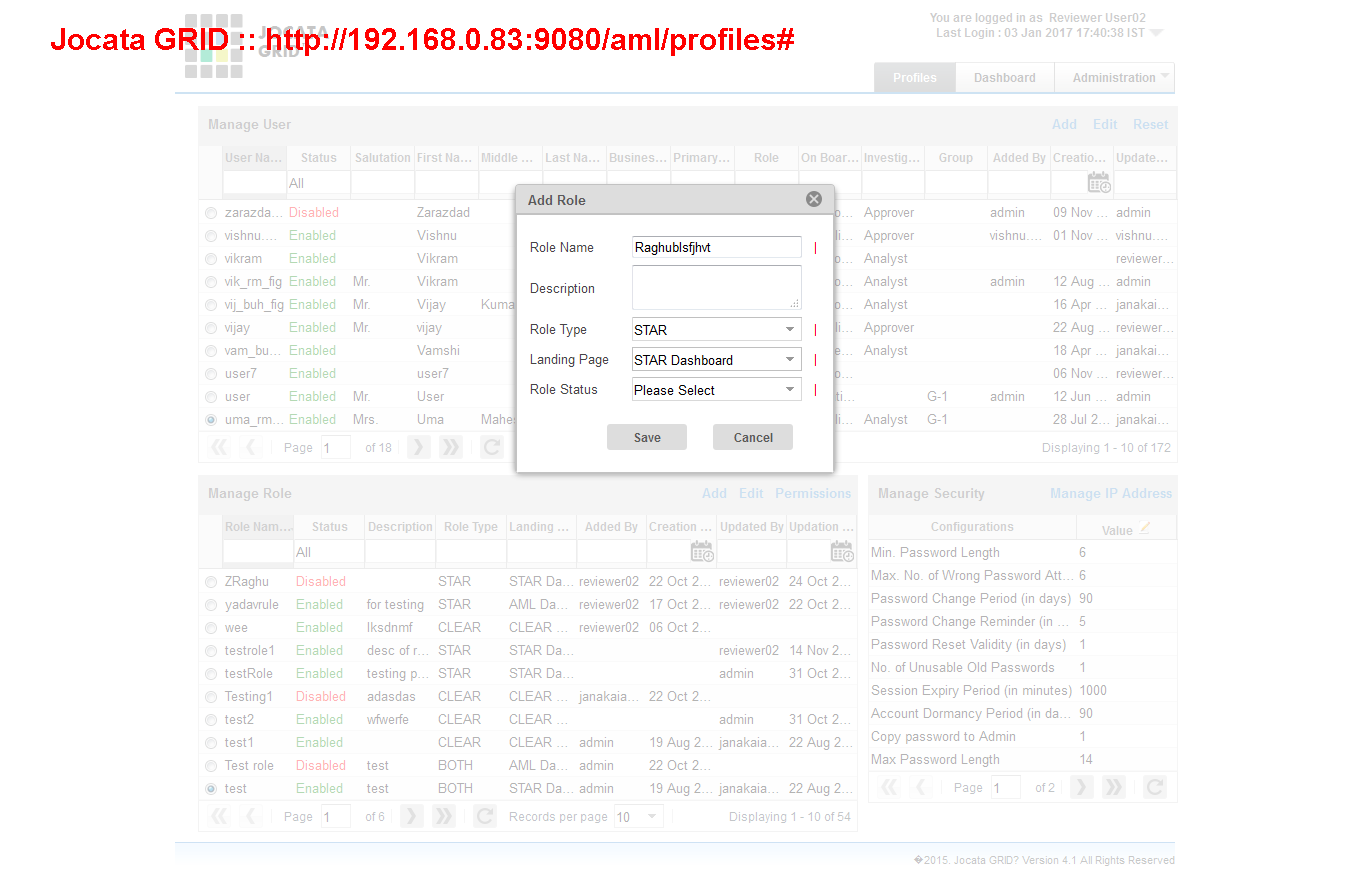 You are logged in as Reviewer User02
Jocata GRID :: http://192.168.0.83:9080/aml/profiles#
JOCATA
GRID
Last Login : 03 Jan 2017 17:40:38 IST
Profiles Dashboard Administration
Manage User Add Edit Reset
User Na... Status Salutation First Na... Middle ... Last Na... Business... Primary... Role On Boar... Investig... Group Added By Creatio... Update...
All
zarazda... Disabled Zarazdad o... Approver admin 09 Nov ... admin
vishnu.... Enabled Vishnu li... Approver vishnu.... 01 Nov ... vishnu....
vikram Enabled Vikram Analyst reviewer...
vik_rm_fig Enabled Mr. Vikram li... Analyst admin 12 Aug ... admin
vij_buh_fig Enabled Mr. Vijay Kuma li... Analyst 16 Apr ... janakai...
vijay Enabled Mr. vijay o... Approver 22 Aug ... reviewer...
vam_bu... Enabled Vamshi e... Analyst 18 Apr ... janakai...
user7 Enabled user7 o... 06 Nov ... reviewer...
user Enabled Mr. User ti... G-1 admin 12 Jun ... admin
uma_rm... Enabled Mrs. Uma Mahe li... Analyst G-1 28 Jul 2... janakai...
Page 1 of 18 Displaying 1 - 10 of 172
Add Role
Role Name Raghublsfjhvt
Description
Role Type STAR
Landing Page STAR Dashboard
Role Status Please Select
Save Cancel
Manage Role Add Edit Permissions
Role Nam... Status Description Role Type Landing ... Added By Creation ... Updated By Updation ...
All
ZRaghu Disabled STAR STAR Da... reviewer02 22 Oct 2... reviewer02 24 Oct 2...
yadavrule Enabled for testing STAR AML Da... reviewer02 17 Oct 2... reviewer02 22 Oct 2...
wee Enabled lksdnmf CLEAR CLEAR ... reviewer02 06 Oct 2...
testrole1 Enabled desc of r... STAR STAR Da... reviewer02 14 Nov 2...
testRole Enabled testing p... STAR STAR Da... admin 31 Oct 2...
Testing1 Disabled adasdas CLEAR CLEAR ... janakaia... 22 Oct 2...
test2 Enabled wfwerfe CLEAR CLEAR ... admin 31 Oct 2...
test1 Enabled CLEAR CLEAR ... admin 19 Aug 2... janakaia... 22 Aug 2...
Test role Disabled test BOTH AML Da... admin 22 Oct 2...
test Enabled test BOTH STAR Da... admin 19 Aug 2... janakaia... 22 Aug 2...
Page 1 of 6 Records per page 10 Displaying 1 - 10 of 54
Manage Security Manage IP Address
Configurations Value
Min. Password Length 6
Max. No. of Wrong Password Att... 6
Password Change Period (in days) 90
Password Change Reminder (in ... 5
Password Reset Validity (in days) 1
No. of Unusable Old Passwords 1
Session Expiry Period (in minutes) 1000
Account Dormancy Period (in da... 90
Copy password to Admin 1
Max Password Length 14
Page 1 of 2
�2015. Jocata GRID? Version 4.1 All Rights Reserved